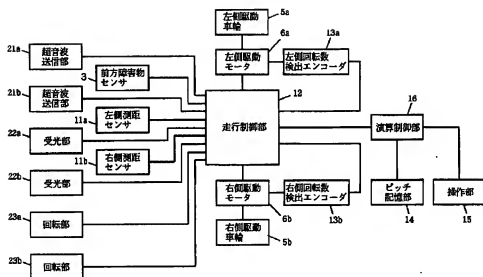 5a
左側駆動
車輪
6a
左側駆動
モータ
13a
左側回転数
検出エンコーダ
21a
超音波
送信部
3
前方障害物
センサ
21b
超音波
送信部
11a
左側測距
センサ
22a
受光部
11b
右側測距
センサ
22b
受光部
23a
回転部
23b
回転部
12
走行制御部
16
演算制御部
ピッチ
記憶部
14
操作部
15
右側駆動
モータ
6b
右側回転数
検出エンコーダ
13b
右側駆動
車輪
5b